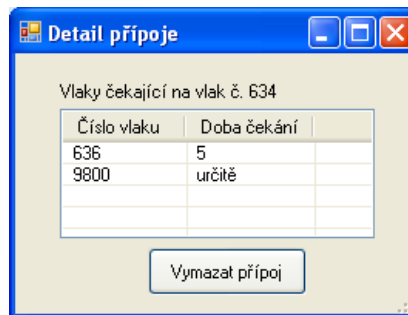 Detail přípoje
Vlaky čekající na vlak č. 634
Číslo vlaku Doba čekání
636 5
9800 určitě
Vymazat přípoj